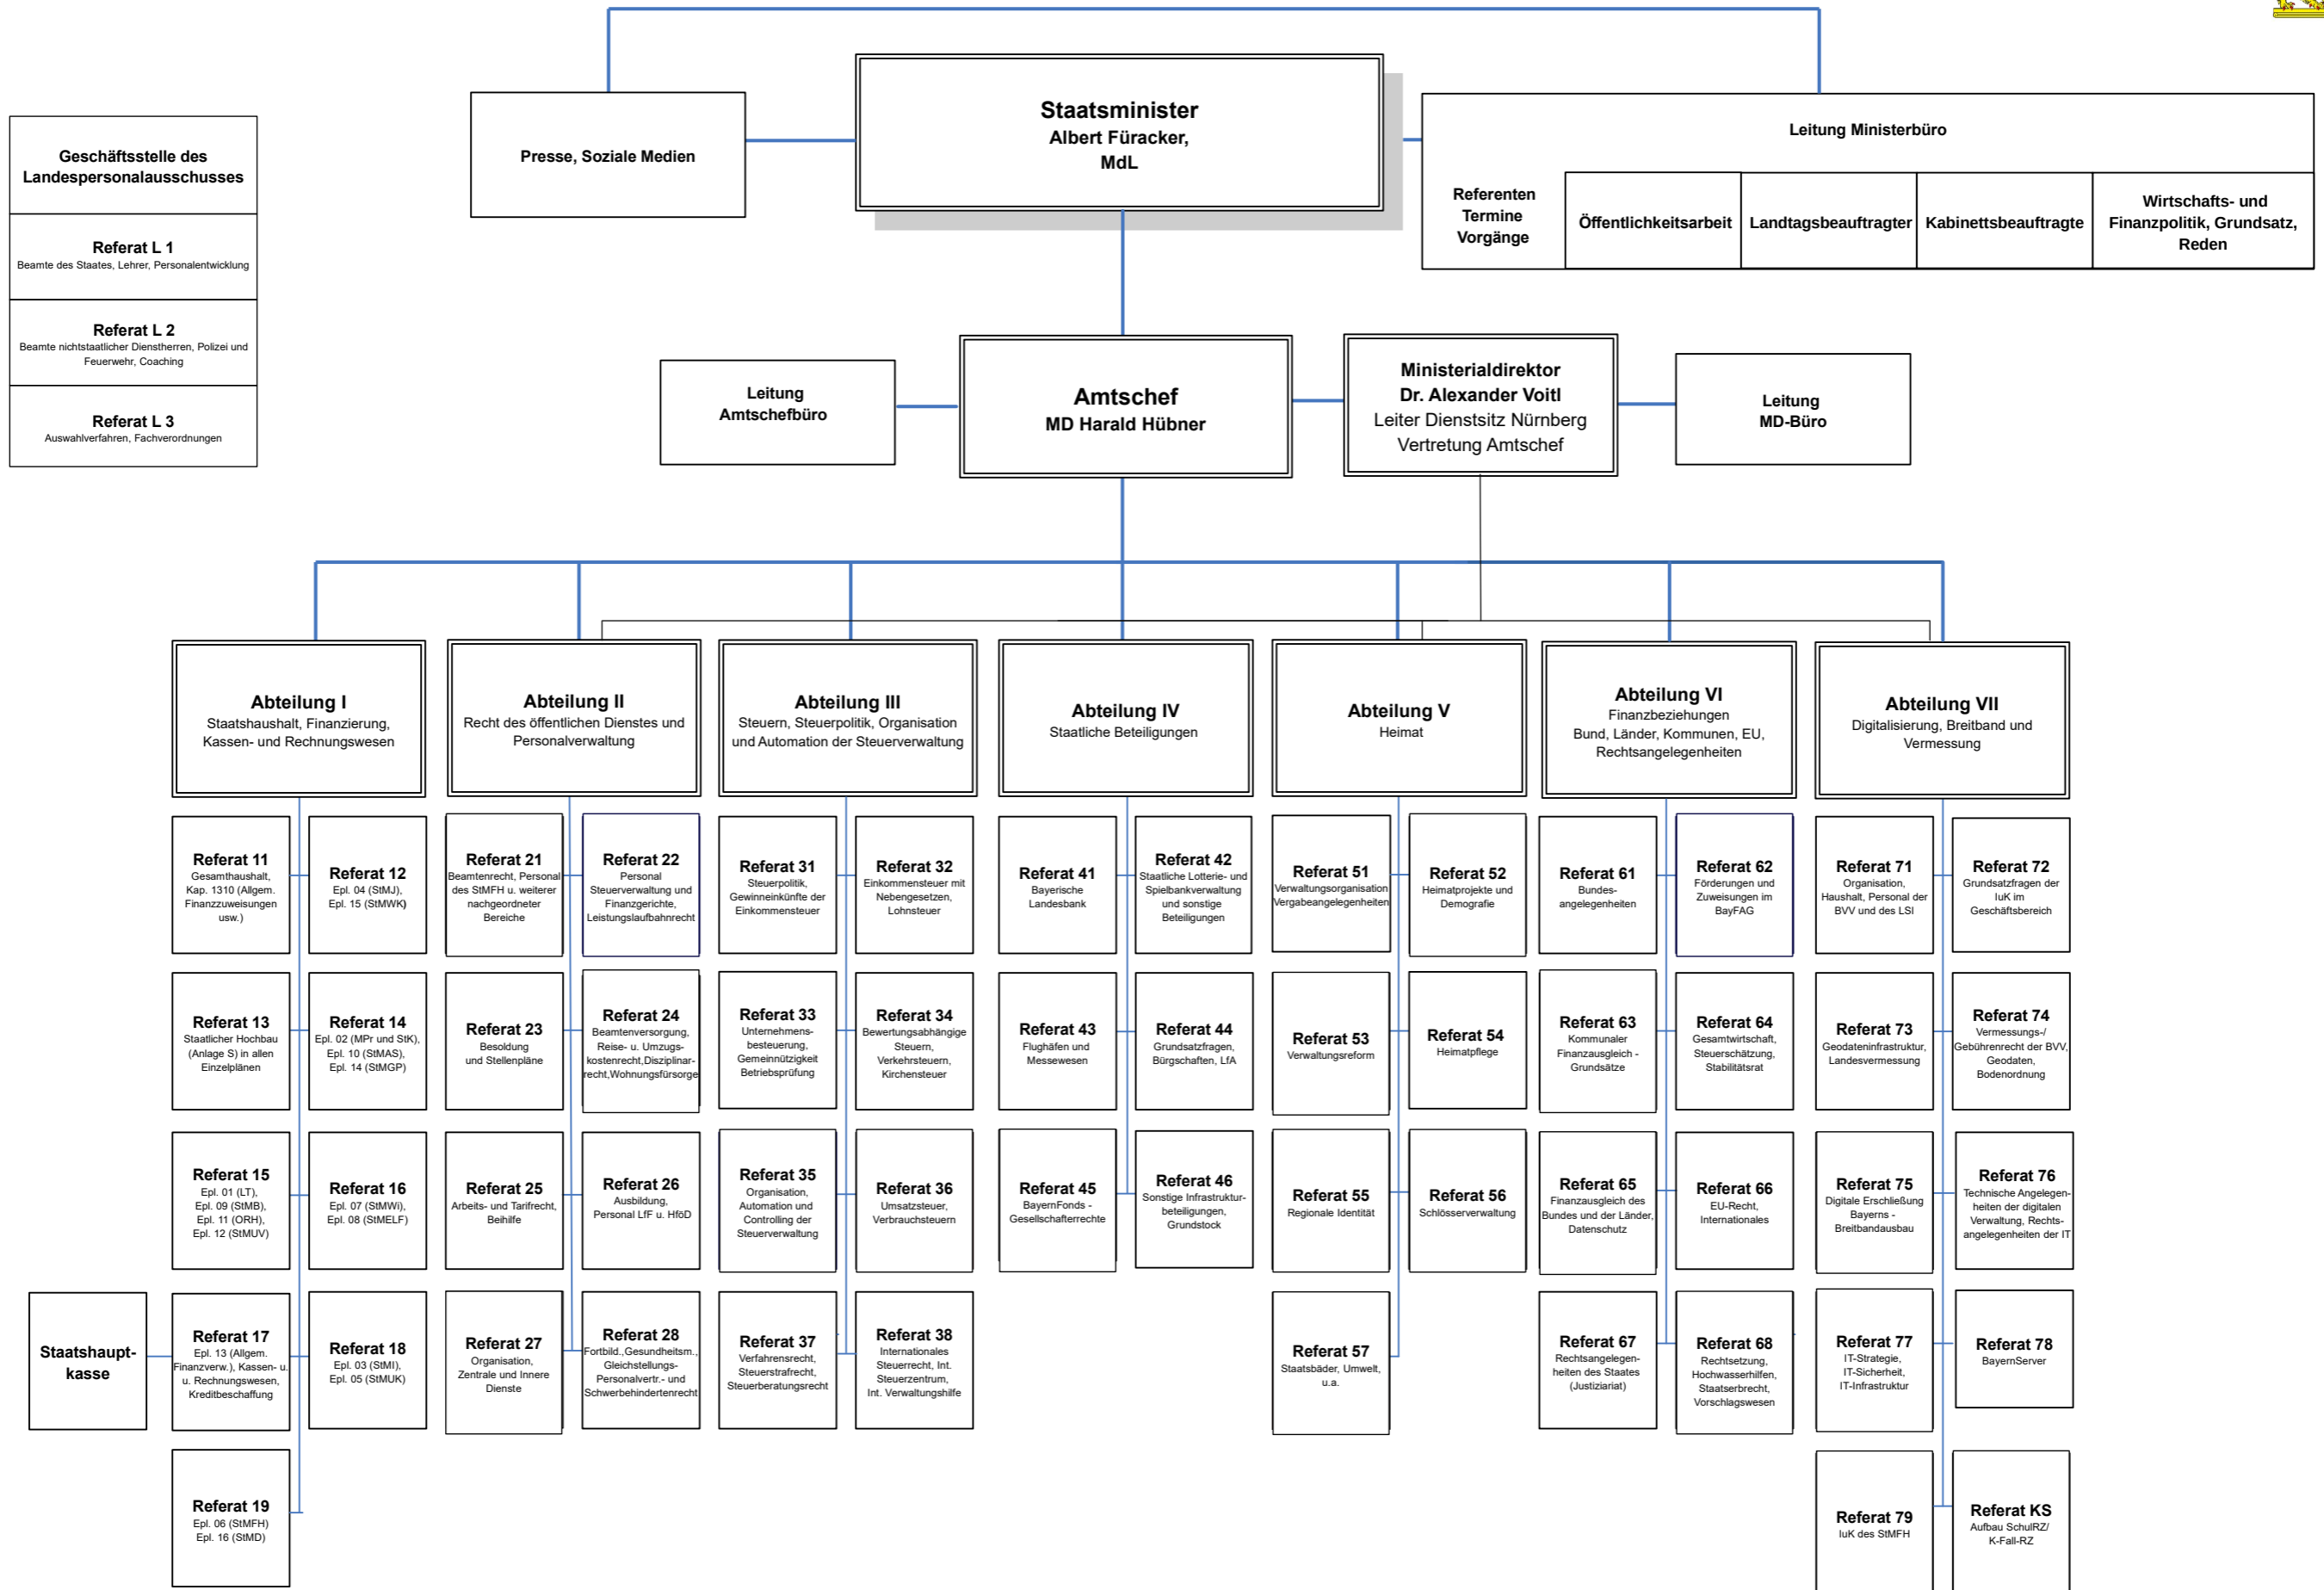 Staatsminister
Albert Füracker,
MdL
Presse, Soziale Medien
Leitung Ministerbüro
Referenten
Termine
Vorgänge
Öffentlichkeitsarbeit
Landtagsbeauftragter
Kabinettsbeauftragte
Wirtschafts- und
Finanzpolitik, Grundsatz,
Reden
Geschäftsstelle des
Landespersonalausschusses
Referat L 1
Beamte des Staates, Lehrer, Personalentwicklung
Referat L 2
Beamte nichtstaatlicher Dienstherren, Polizei und
Feuerwehr, Coaching
Referat L 3
Auswahlverfahren, Fachverordnungen
Leitung
Amtschefbüro
Amtschef
MD Harald Hübner
Ministerialdirektor
Dr. Alexander Voitl
Leiter Dienstsitz Nürnberg
Vertretung Amtschef
Leitung
MD-Büro
Abteilung I
Staatshaushalt, Finanzierung,
Kassen- und Rechnungswesen
Abteilung II
Recht des öffentlichen Dienstes und
Personalverwaltung
Abteilung III
Steuern, Steuerpolitik, Organisation
und Automation der Steuerverwaltung
Abteilung IV
Staatliche Beteiligungen
Abteilung V
Heimat
Abteilung VI
Finanzbeziehungen
Bund, Länder, Kommunen, EU,
Rechtsangelegenheiten
Abteilung VII
Digitalisierung, Breitband und
Vermessung
Referat 11
Gesamthaushalt,
Kap. 1310 (Allgem.
Finanzzuweisungen
usw.)
Referat 12
Epl. 04 (StMJ),
Epl. 15 (StMWK)
Referat 21
Beamtenrecht, Personal
des StMFH u. weiterer
nachgeordneter
Bereiche
Referat 22
Personal
Steuerverwaltung und
Finanzgerichte,
Leistungslaufbahnrecht
Referat 31
Steuerpolitik,
Gewinneinkünfte der
Einkommensteuer
Referat 32
Einkommensteuer mit
Nebengesetzen,
Lohnsteuer
Referat 41
Bayerische
Landesbank
Referat 42
Staatliche Lotterie- und
Spielbankverwaltung
und sonstige
Beteiligungen
Referat 51
Verwaltungsorganisation
Vergabeangelegenheiten
Referat 52
Heimatprojekte und
Demografie
Referat 61
Bundes-
angelegenheiten
Referat 62
Förderungen und
Zuweisungen im
BayFAG
Referat 71
Organisation,
Haushalt, Personal der
BVV und des LSI
Referat 72
Grundsatzfragen der
IuK im
Geschäftsbereich
Referat 13
Staatlicher Hochbau
(Anlage S) in allen
Einzelplänen
Referat 14
Epl. 02 (MPr und StK),
Epl. 10 (StMAS),
Epl. 14 (StMGP)
Referat 23
Besoldung
und Stellenpläne
Referat 24
Beamtenversorgung,
Reise- u. Umzugs-
kostenrecht,Disziplinar-
recht,Wohnungsfürsorge
Referat 33
Unternehmens-
besteuerung,
Gemeinnützigkeit
Betriebsprüfung
Referat 34
Bewertungsabhängige
Steuern,
Verkehrsteuern,
Kirchensteuer
Referat 43
Flughäfen und
Messewesen
Referat 44
Grundsatzfragen,
Bürgschaften, LfA
Referat 53
Verwaltungsreform
Referat 54
Heimatpflege
Referat 63
Kommunaler
Finanzausgleich -
Grundsätze
Referat 64
Gesamtwirtschaft,
Steuerschätzung,
Stabilitätsrat
Referat 73
Geodateninfrastruktur,
Landesvermessung
Referat 74
Vermessungs-/
Gebührenrecht der BVV,
Geodaten,
Bodenordnung
Referat 15
Epl. 01 (LT),
Epl. 09 (StMB),
Epl. 11 (ORH),
Epl. 12 (StMUV)
Referat 16
Epl. 07 (StMWi),
Epl. 08 (StMELF)
Referat 25
Arbeits- und Tarifrecht,
Beihilfe
Referat 26
Ausbildung,
Personal LfF u. HföD
Referat 35
Organisation,
Automation und
Controlling der
Steuerverwaltung
Referat 36
Umsatzsteuer,
Verbrauchsteuern
Referat 45
BayernFonds -
Gesellschafterrechte
Referat 46
Sonstige Infrastruktur-
beteiligungen,
Grundstock
Referat 55
Regionale Identität
Referat 56
Schlösserverwaltung
Referat 65
Finanzausgleich des
Bundes und der Länder,
Datenschutz
Referat 66
EU-Recht,
Internationales
Referat 75
Digitale Erschließung
Bayerns -
Breitbandausbau
Referat 76
Technische Angelegen-
heiten der digitalen
Verwaltung, Rechts-
angelegenheiten der IT
Staatshaupt-
kasse
Referat 17
Epl. 13 (Allgem.
Finanzverw.), Kassen- u.
u. Rechnungswesen,
Kreditbeschaffung
Referat 18
Epl. 03 (StMI),
Epl. 05 (StMUK)
Referat 27
Organisation,
Zentrale und Innere
Dienste
Referat 28
Fortbild.,Gesundheitsm.,
Gleichstellungs-
Personalvertr.- und
Schwerbehindertenrecht
Referat 37
Verfahrensrecht,
Steuerstrafrecht,
Steuerberatungsrecht
Referat 38
Internationales
Steuerrecht, Int.
Steuerzentrum,
Int. Verwaltungshilfe
Referat 57
Staatsbäder, Umwelt,
u.a.
Referat 67
Rechtsangelegen-
heiten des Staates
(Justiziariat)
Referat 68
Rechtsetzung,
Hochwasserhilfen,
Staatserbrecht,
Vorschlagswesen
Referat 77
IT-Strategie,
IT-Sicherheit,
IT-Infrastruktur
Referat 78
BayernServer
Referat 19
Epl. 06 (StMFH)
Epl. 16 (StMD)
Referat 79
IuK des StMFH
Referat KS
Aufbau SchulRZ/
K-Fall-RZ